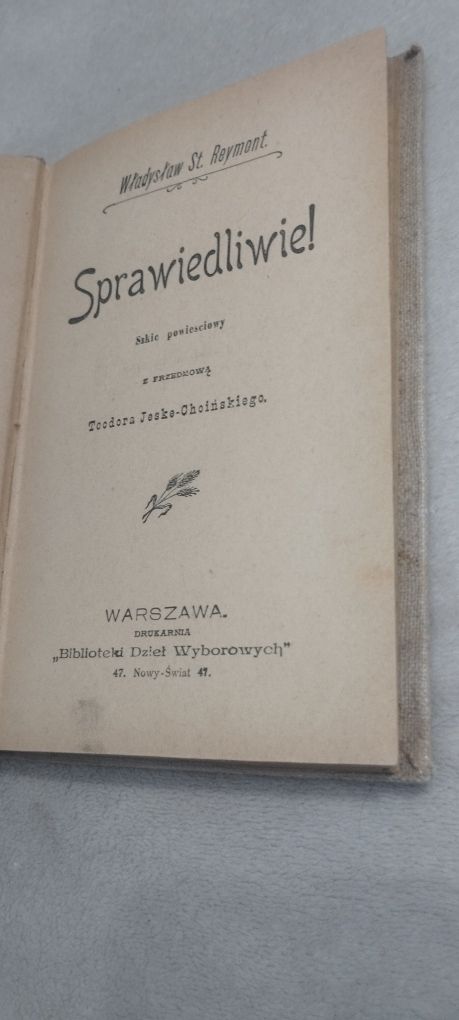 Władysław St. Reymont.
Sprawiedliwie!
Szkic powieściowy
Z PRZEDMOWĄ
Teodora Jeske-Choińskiego.
WARSZAWA.
DRUKARNIA
„Biblioteki Dzieł Wyborowych”
47. Nowy-Świat 47.